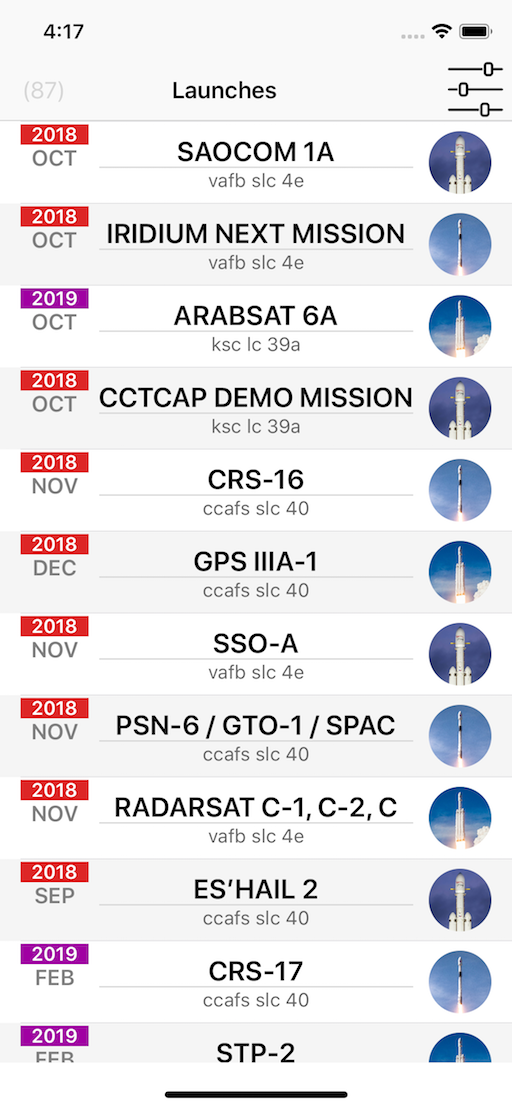 4:17
(87) Launches
2018
OCT
SAOCOM 1A
vafb slc 4e
2018
OCT
IRIDIUM NEXT MISSION
vafb slc 4e
2019
OCT
ARABSAT 6A
ksc lc 39a
2018
OCT
CCTCAP DEMO MISSION
ksc lc 39a
2018
NOV
CRS-16
ccafs slc 40
2018
DEC
GPS IIIA-1
ccafs slc 40
2018
NOV
SSO-A
vafb slc 4e
2018
NOV
PSN-6 / GTO-1 / SPAC
ccafs slc 40
2018
NOV
RADARSAT C-1, C-2, C
vafb slc 4e
2018
SEP
ES’HAIL 2
ccafs slc 40
2019
FEB
CRS-17
ccafs slc 40
2019
FEB
STP-2